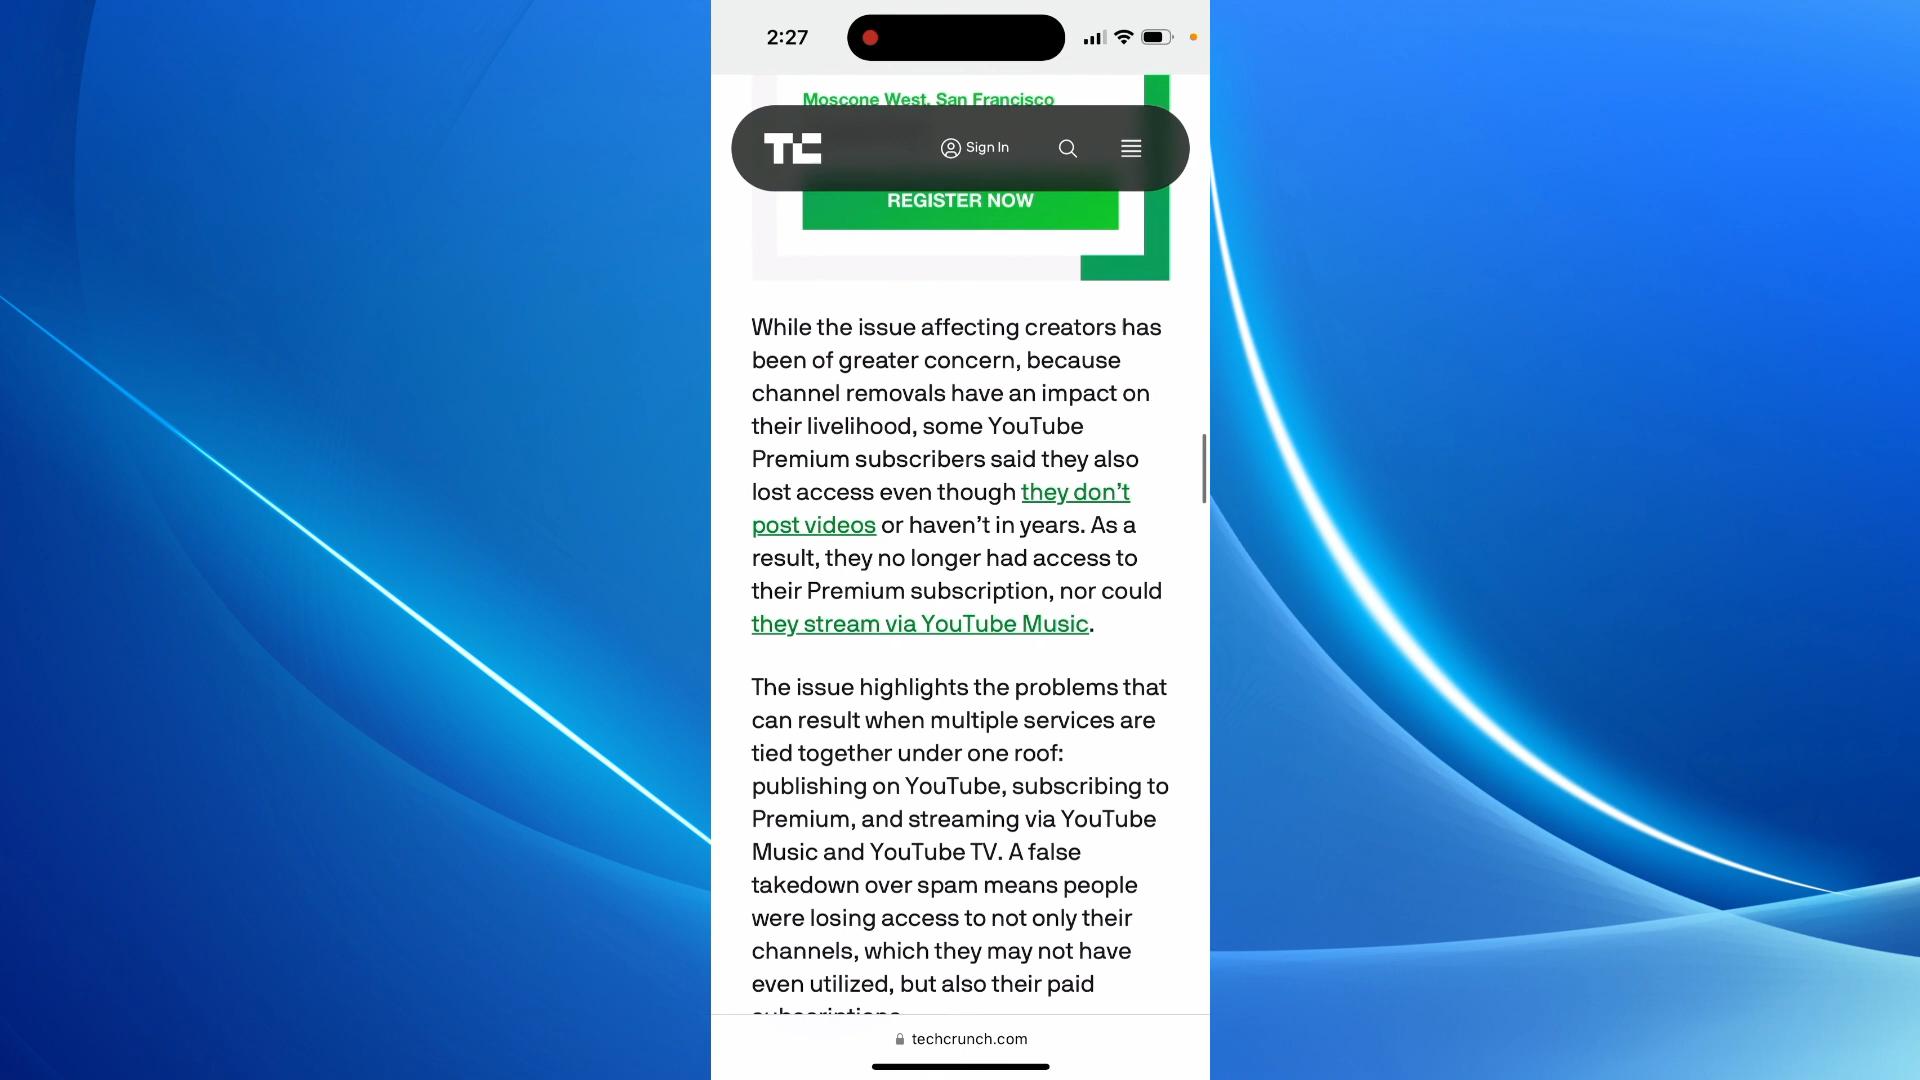 2:27
Moscone West, San Francisco
TC
Sign In
REGISTER NOW
While the issue affecting creators has
been of greater concern, because
channel removals have an impact on
their livelihood, some YouTube
Premium subscribers said they also
lost access even though they don’t
post videos or haven’t in years. As a
result, they no longer had access to
their Premium subscription, nor could
they stream via YouTube Music.
The issue highlights the problems that
can result when multiple services are
tied together under one roof:
publishing on YouTube, subscribing to
Premium, and streaming via YouTube
Music and YouTube TV. A false
takedown over spam means people
were losing access to not only their
channels, which they may not have
even utilized, but also their paid
subscriptions.
techcrunch.com